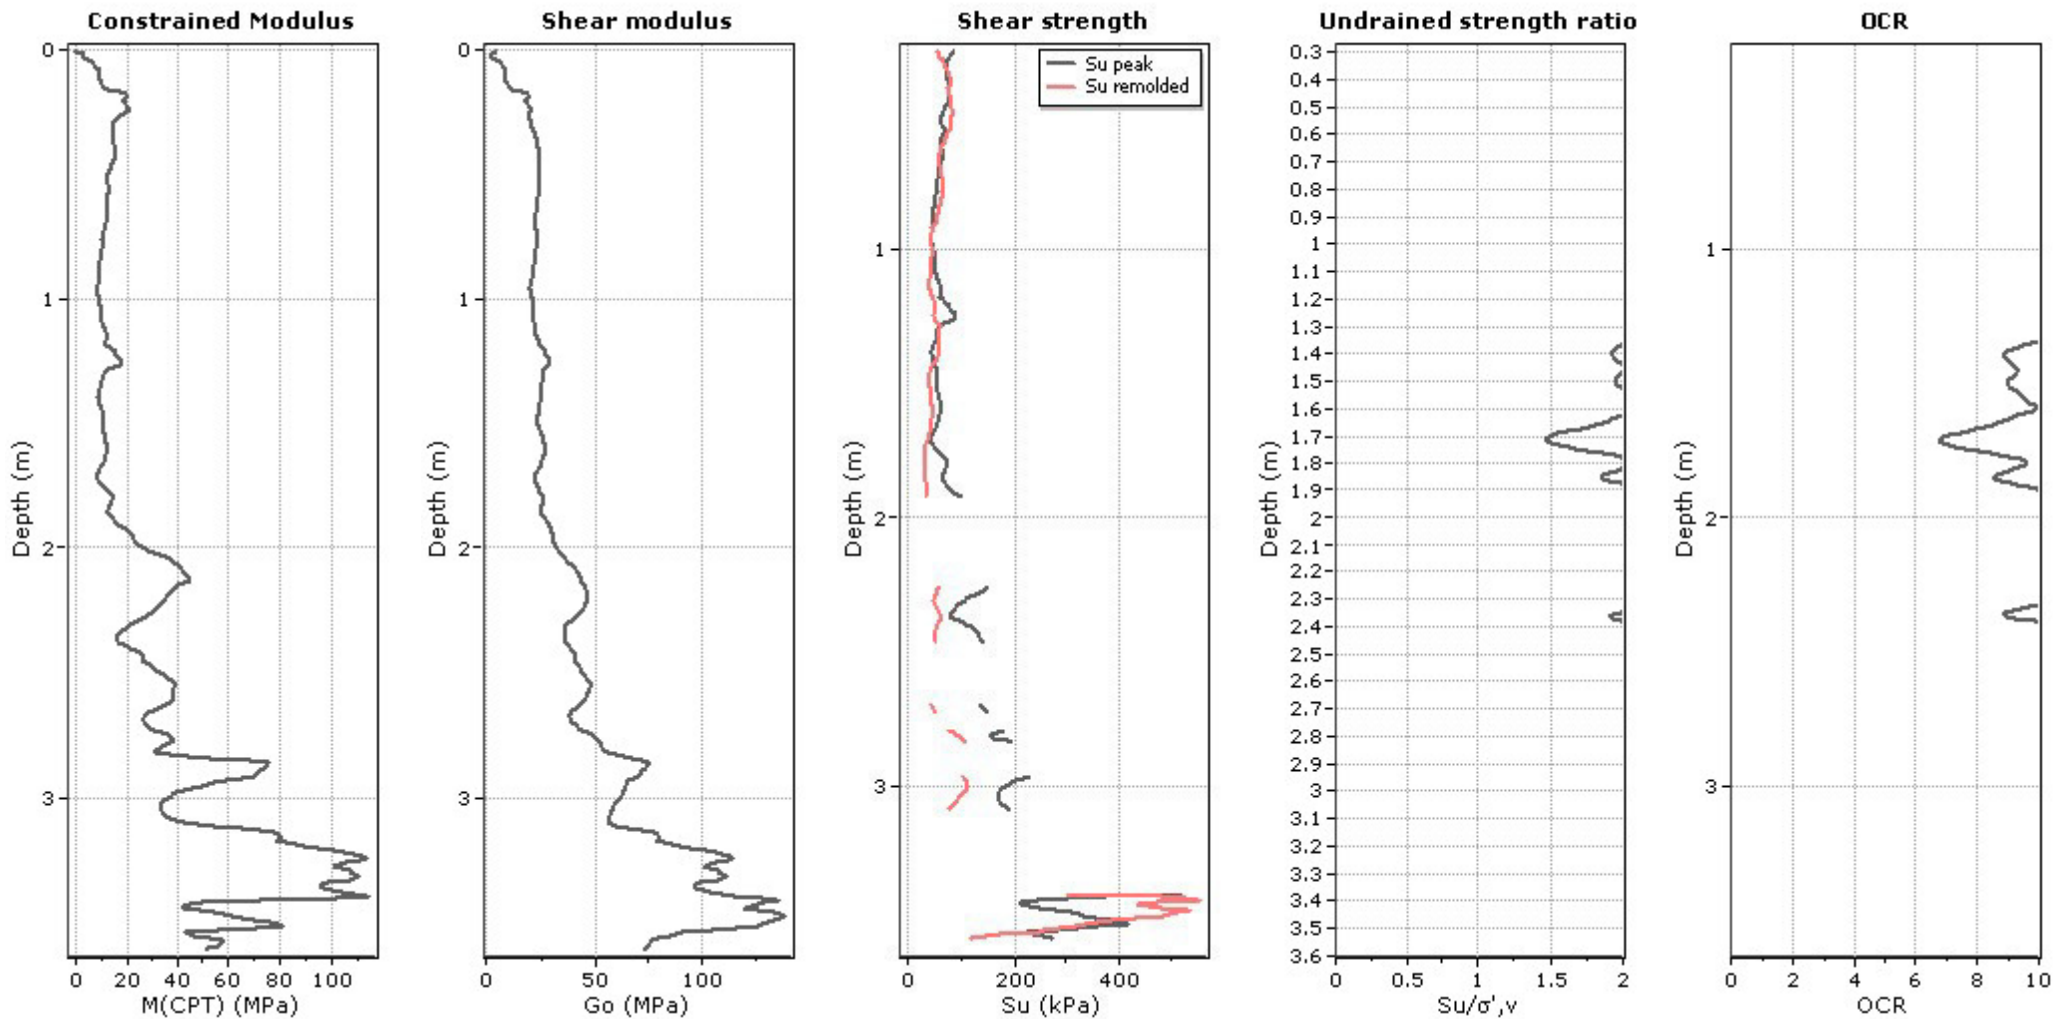 Constrained Modulus
0
1
2
3
Depth (m)
0 20 40 60 80 100
M(CPT) (MPa)
Shear modulus
0
1
2
3
Depth (m)
0 50 100
Go (MPa)
Shear strength
Su peak
Su remolded
1
2
3
Depth (m)
0 200 400
Su (kPa)
Undrained strength ratio
0.3
0.4
0.5
0.6
0.7
0.8
0.9
1
1.1
1.2
1.3
1.4
1.5
1.6
1.7
1.8
1.9
2
2.1
2.2
2.3
2.4
2.5
2.6
2.7
2.8
2.9
3
3.1
3.2
3.3
3.4
3.5
3.6
Depth (m)
0 0.5 1 1.5 2
Su/σ',v
OCR
1
2
3
Depth (m)
0 2 4 6 8 10
OCR